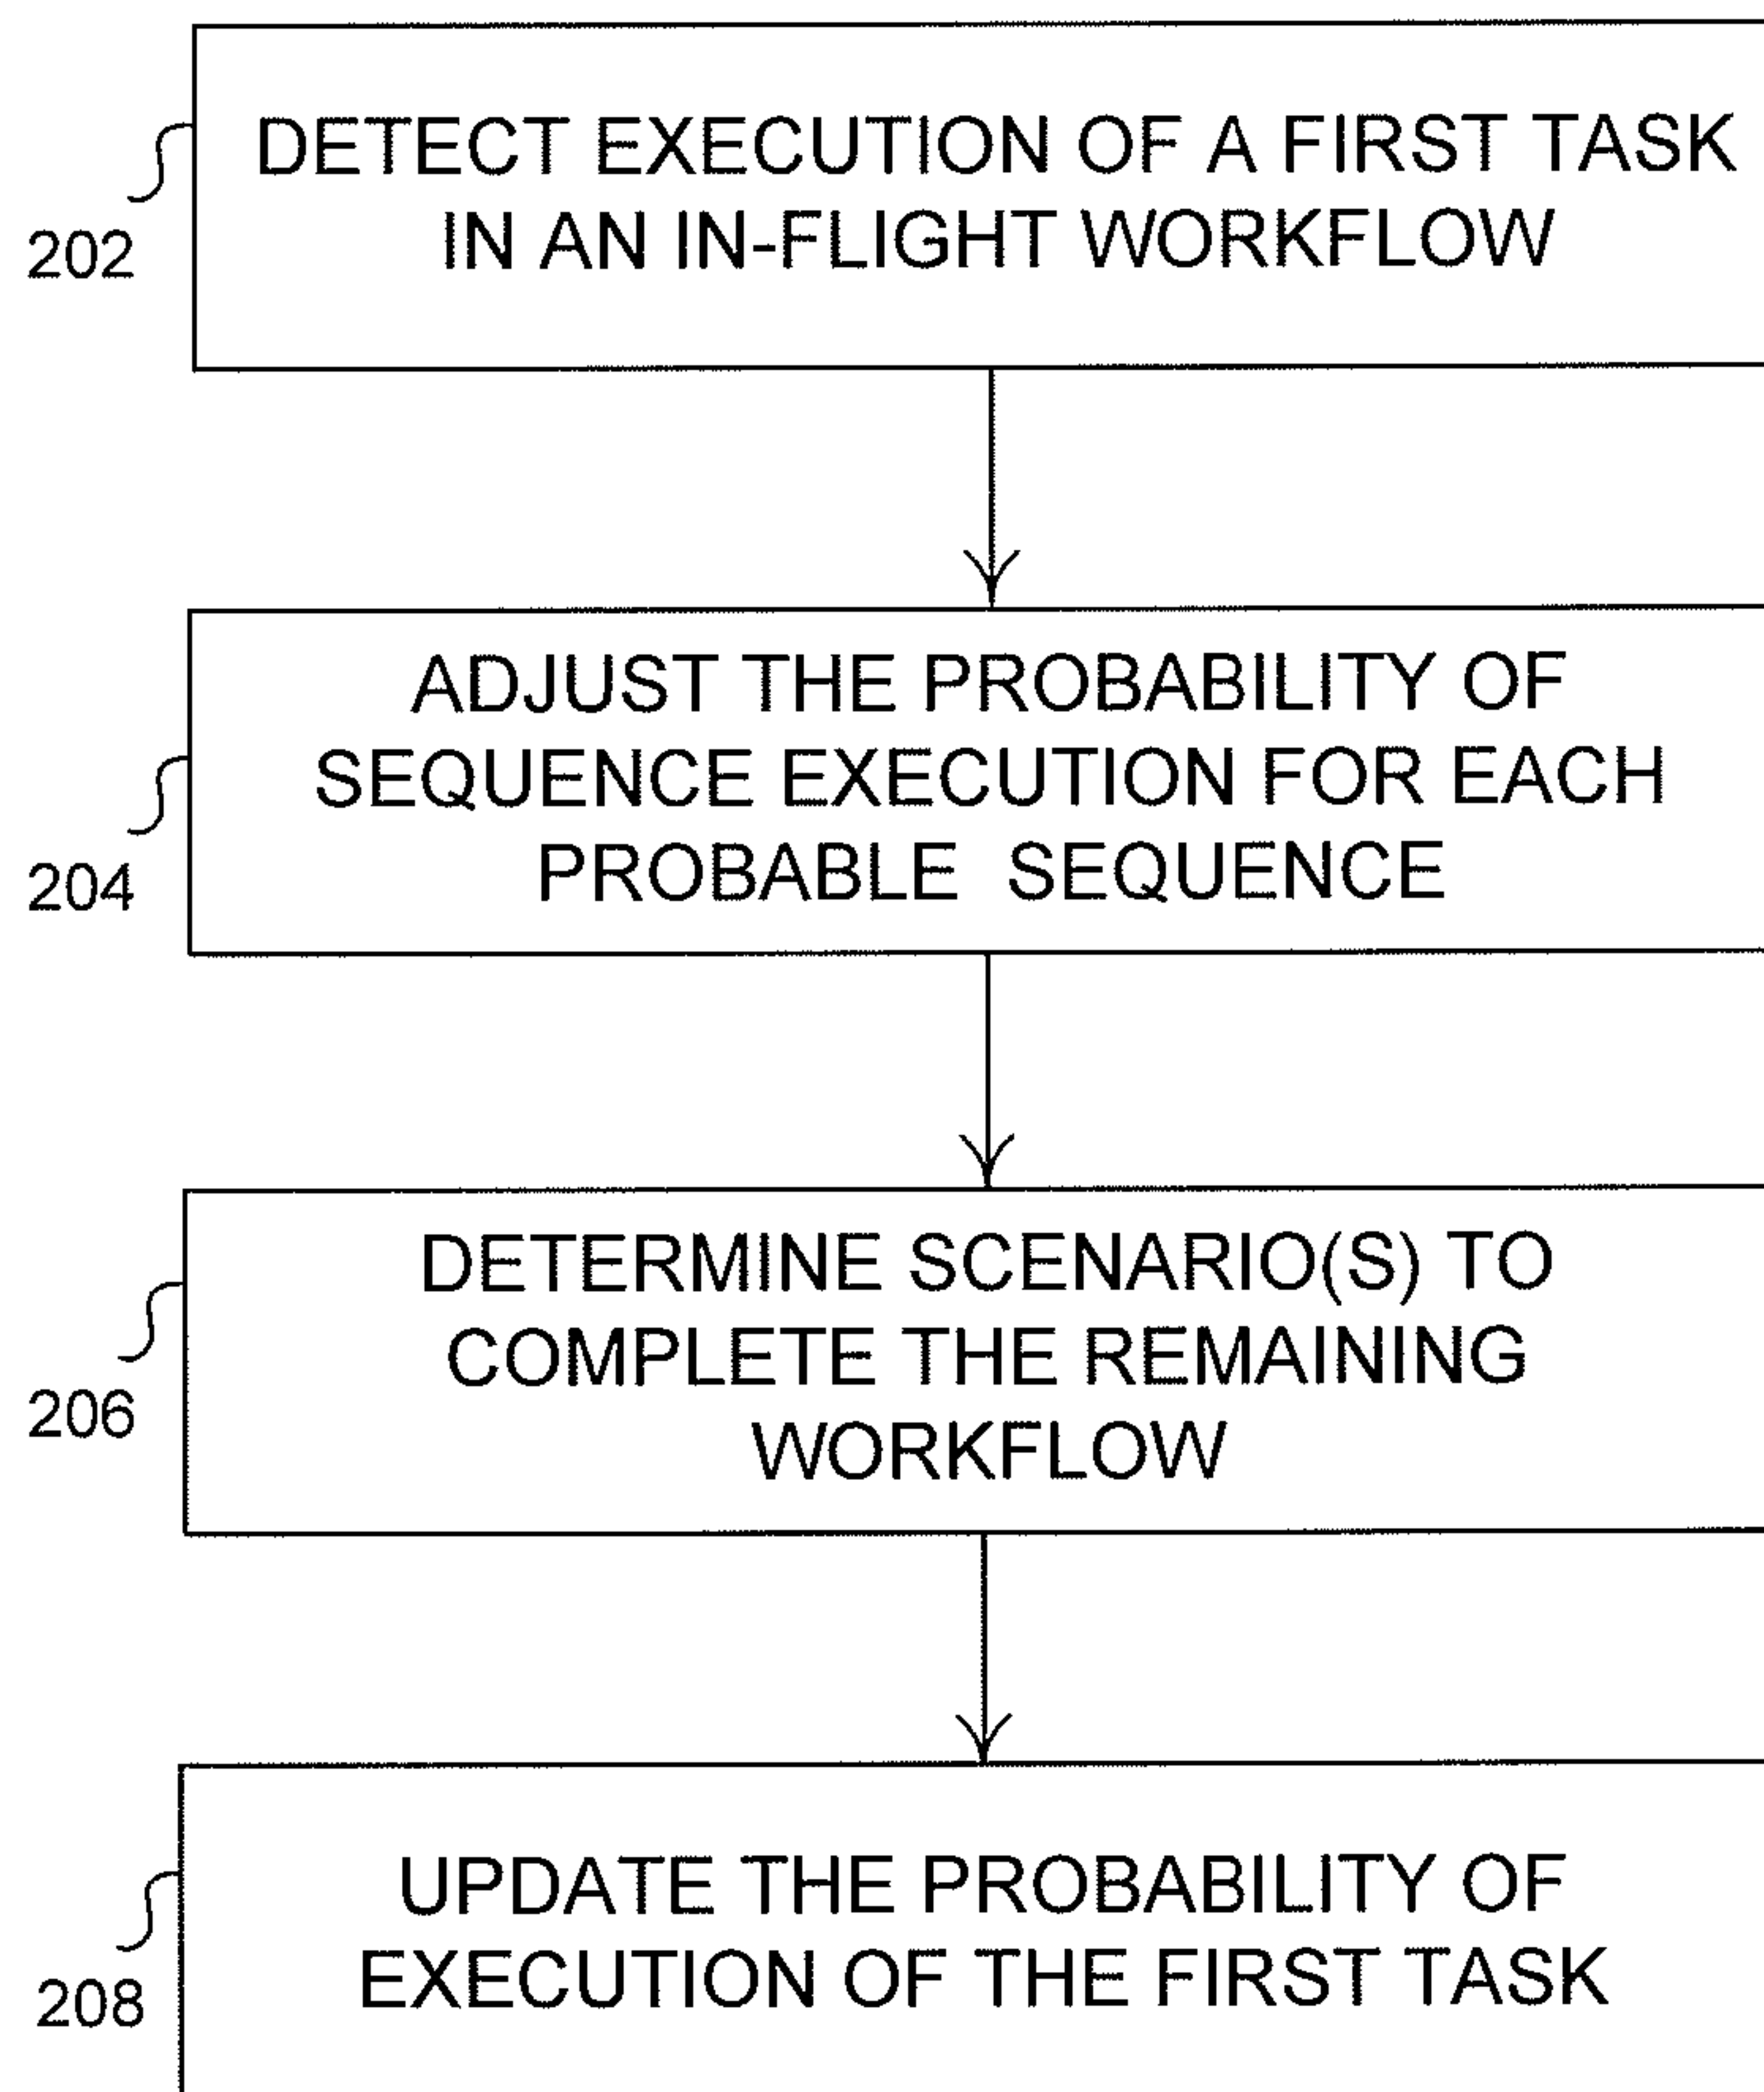 DETECT EXECUTION OF A FIRST TASK
IN AN IN-FLIGHT WORKFLOW
202
ADJUST THE PROBABILITY OF
SEQUENCE EXECUTION FOR EACH
PROBABLE SEQUENCE
204
DETERMINE SCENARIO(S) TO
COMPLETE THE REMAINING
WORKFLOW
206
UPDATE THE PROBABILITY OF
EXECUTION OF THE FIRST TASK
208